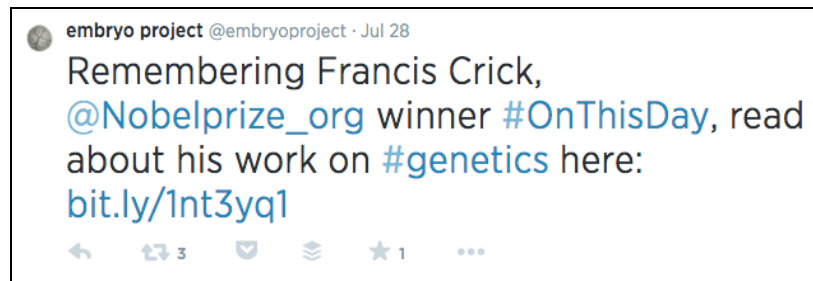 embryo project @embryoproject · Jul 28
Remembering Francis Crick,
@Nobelprize_org winner #OnThisDay, read
about his work on #genetics here:
bit.ly/1nt3yq1
3 1